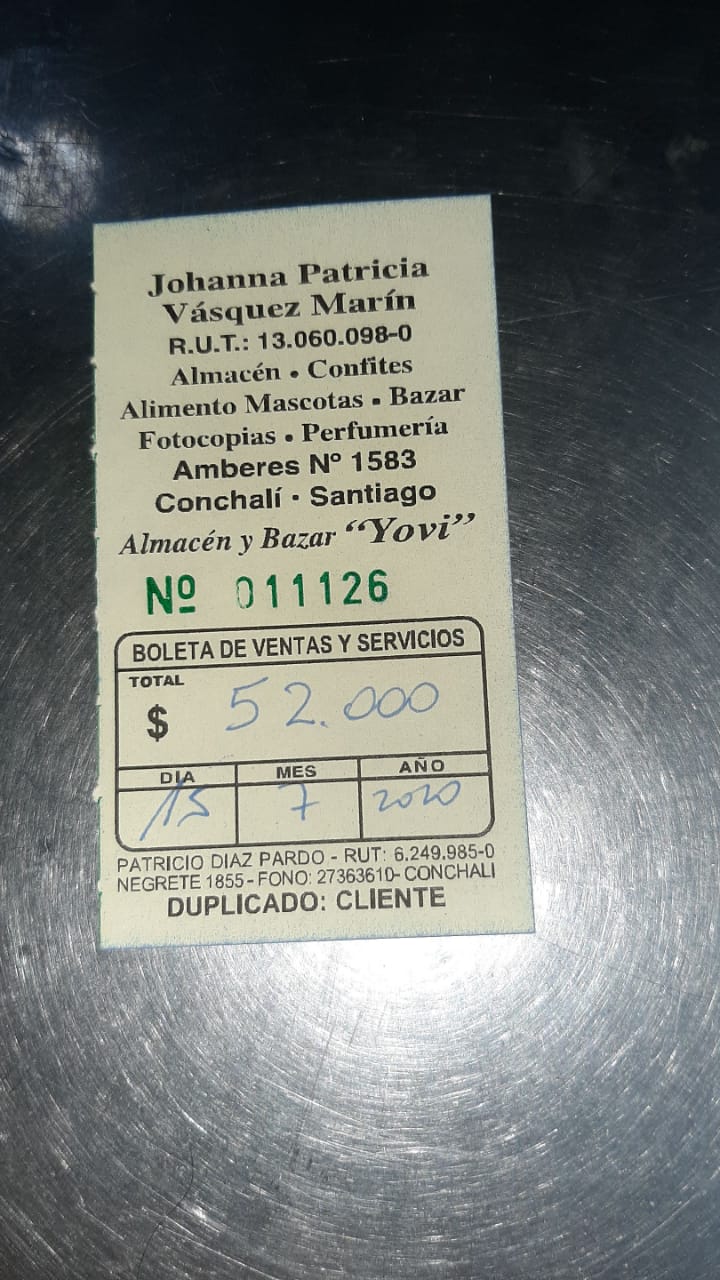 Johanna Patricia
Vásquez Marín
R.U.T.: 13.060.098-0
Almacén • Confites
Alimento Mascotas • Bazar
Fotocopias • Perfumería
Amberes Nº 1583
Conchalí · Santiago
Almacén y Bazar “Yovi”
Nº 011126
BOLETA DE VENTAS Y SERVICIOS
TOTAL
$ 52.000
DIA MES AÑO
15 7 2020
PATRICIO DIAZ PARDO - RUT: 6.249.985-0
NEGRETE 1855 - FONO: 27363610- CONCHALI
DUPLICADO: CLIENTE